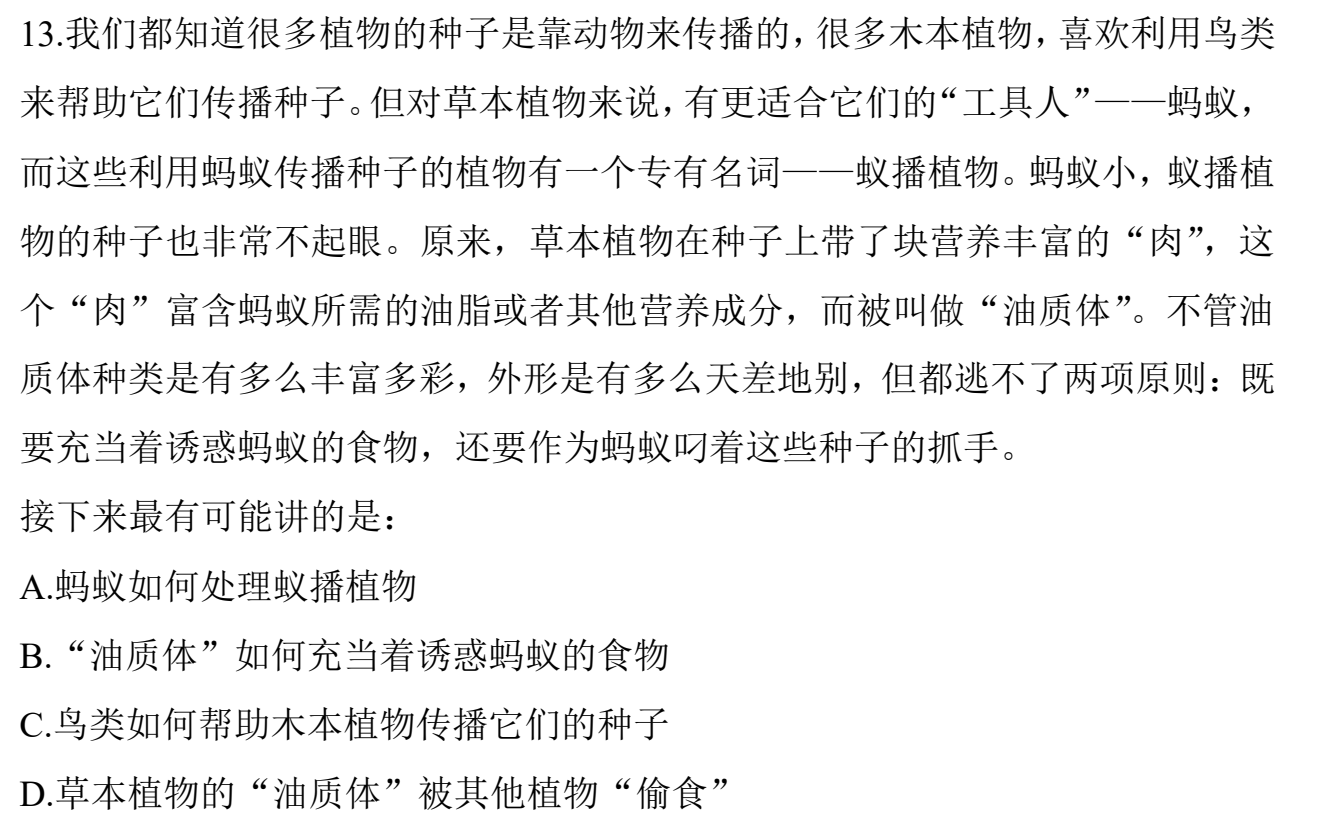 13.我们都知道很多植物的种子是靠动物来传播的，很多木本植物，喜欢利用鸟类
来帮助它们传播种子。但对草本植物来说，有更适合它们的“工具人”——蚂蚁，
而这些利用蚂蚁传播种子的植物有一个专有名词——蚁播植物。蚂蚁小，蚁播植
物的种子也非常不起眼。原来，草本植物在种子上带了块营养丰富的“肉”，这
个“肉”富含蚂蚁所需的油脂或者其他营养成分，而被叫做“油质体”。不管油
质体种类是有多么丰富多彩，外形是有多么天差地别，但都逃不了两项原则：既
要充当着诱惑蚂蚁的食物，还要作为蚂蚁叼着这些种子的抓手。
接下来最有可能讲的是：
A.蚂蚁如何处理蚁播植物
B.“油质体”如何充当着诱惑蚂蚁的食物
C.鸟类如何帮助木本植物传播它们的种子
D.草本植物的“油质体”被其他植物“偷食”